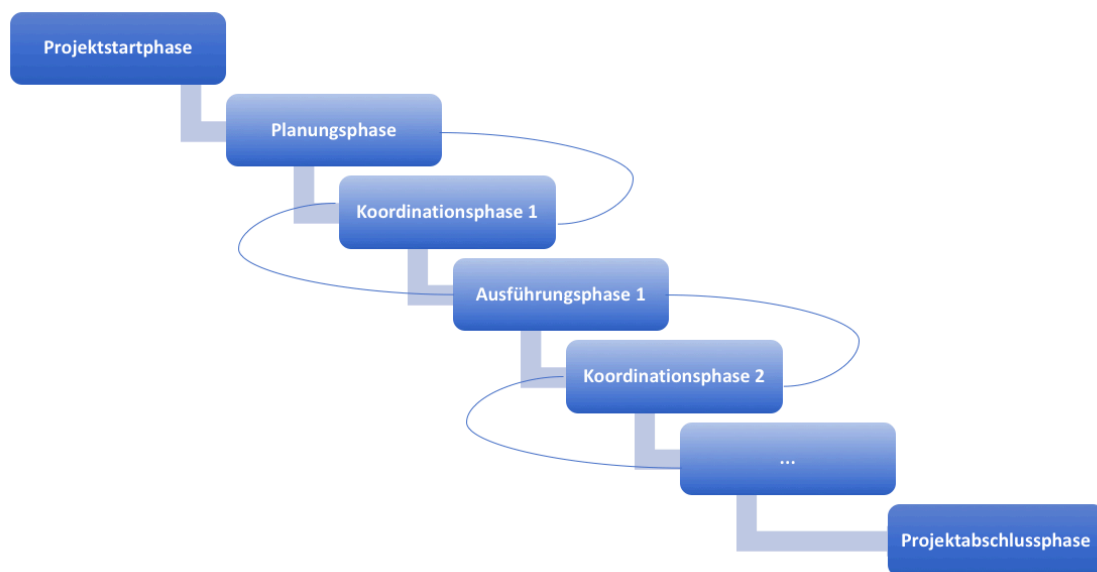 Projektstartphase
Planungsphase
Koordinationsphase 1
Ausführungsphase 1
Koordinationsphase 2
...
Projektabschlussphase